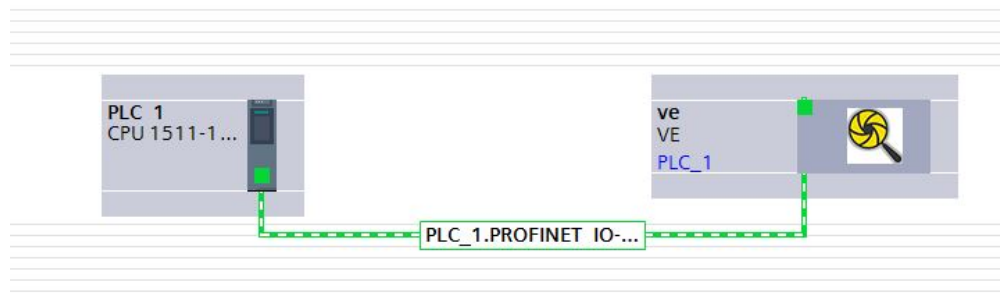 PLC_1
CPU 1511-1...
ve
VE
PLC_1
PLC_1.PROFINET IO-...